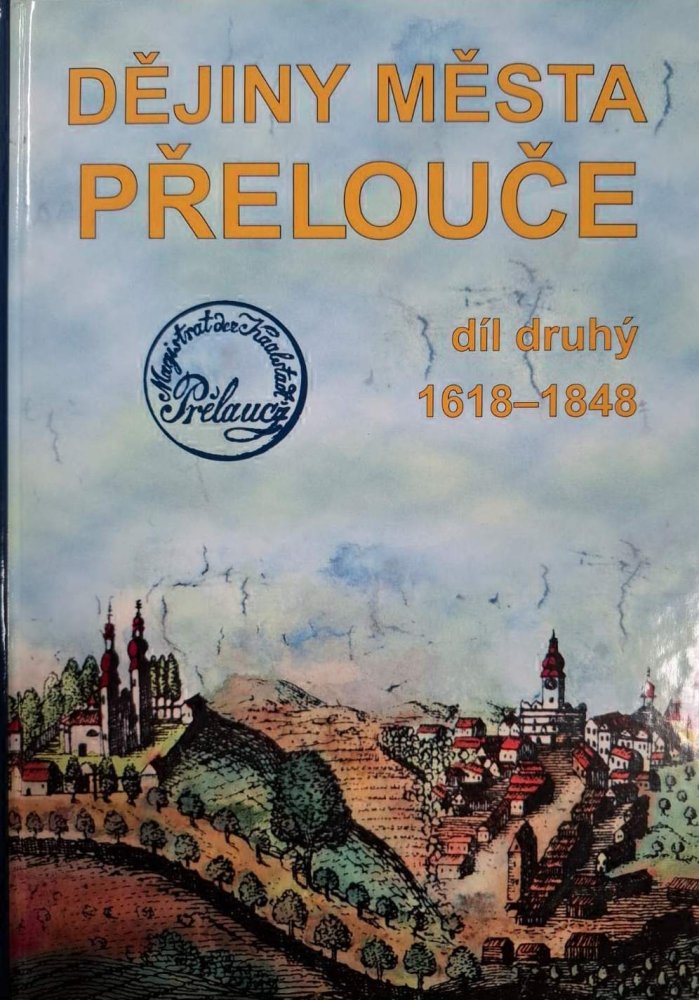 DĚJINY MĚSTA
PŘELOUČE
díl druhý
1618–1848
Magistrat der
Přelaucz